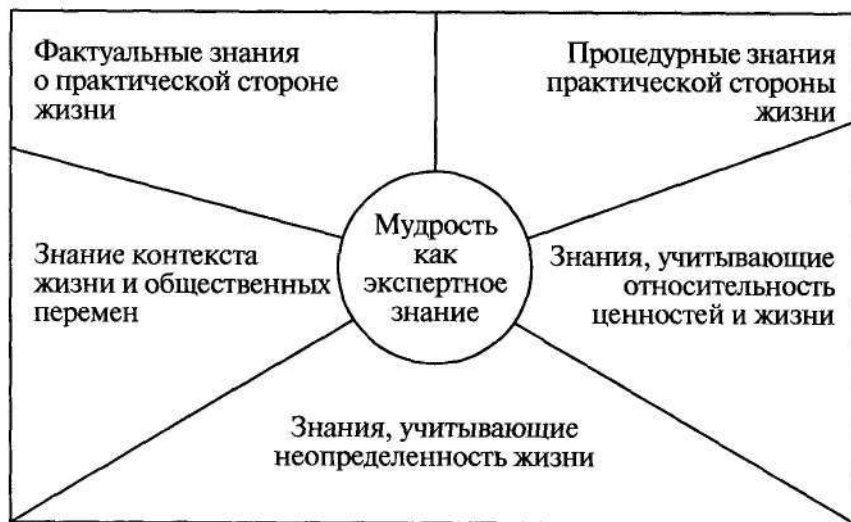 Фактуальные знания
о практической стороне
жизни
Процедурные знания
практической стороны
жизни
Мудрость
как
экспертное
знание
Знание контекста
жизни и общественных
перемен
Знания, учитывающие
относительность
ценностей и жизни
Знания, учитывающие
неопределенность жизни